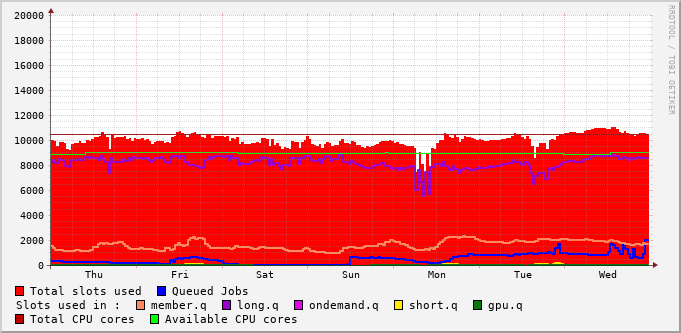 20000
18000
16000
14000
12000
10000
8000
6000
4000
2000
0
Thu Fri Sat Sun Mon Tue Wed
RRDTOOL / TOBI OETIKER
Total slots used Queued Jobs
Slots used in : member.q long.q ondemand.q short.q gpu.q
Total CPU cores Available CPU cores